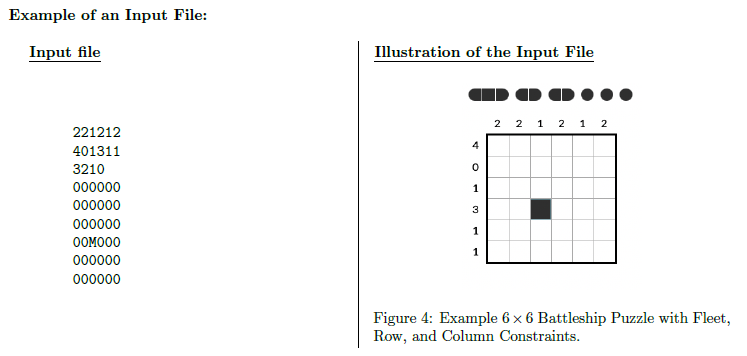 Example of an Input File:
Input file
221212
401311
3210
000000
000000
000000
00M000
000000
000000
Illustration of the Input File
2 2 1 2 1 2
4
0
1
3
1
1
Figure 4: Example 6 × 6 Battleship Puzzle with Fleet,
Row, and Column Constraints.